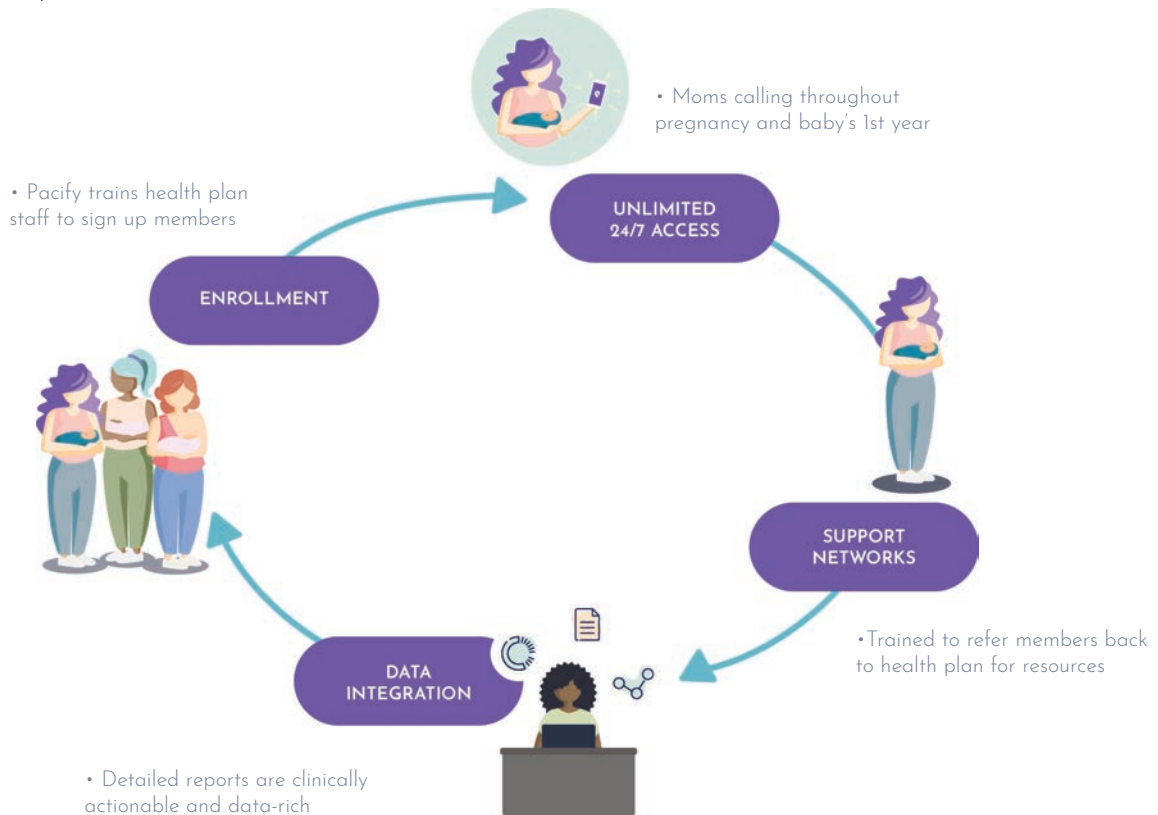 • Moms calling throughout
pregnancy and baby's 1st year
• Pacify trains health plan
staff to sign up members
UNLIMITED
24/7 ACCESS
ENROLLMENT
SUPPORT
NETWORKS
•Trained to refer members back
to health plan for resources
DATA
INTEGRATION
• Detailed reports are clinically
actionable and data-rich